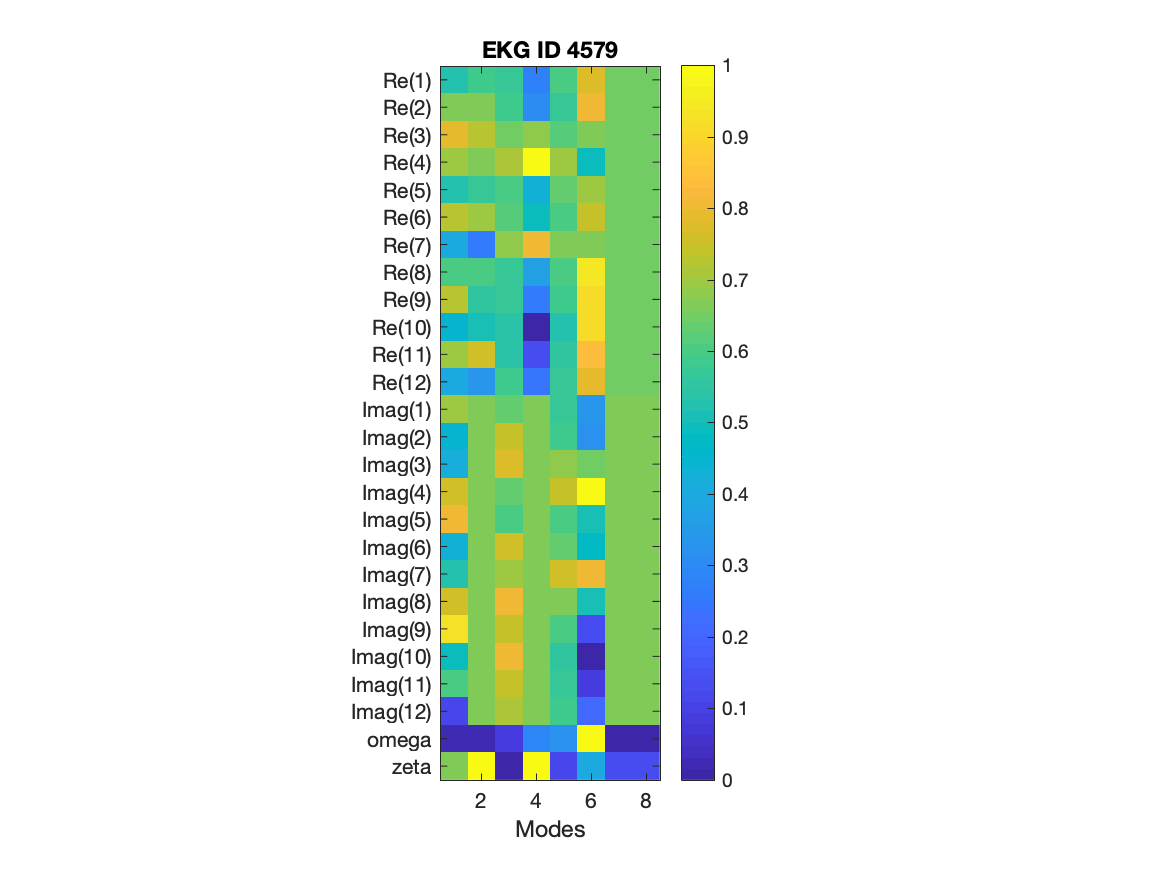 EKG ID 4579
Re(1)
Re(2)
Re(3)
Re(4)
Re(5)
Re(6)
Re(7)
Re(8)
Re(9)
Re(10)
Re(11)
Re(12)
Imag(1)
Imag(2)
Imag(3)
Imag(4)
Imag(5)
Imag(6)
Imag(7)
Imag(8)
Imag(9)
Imag(10)
Imag(11)
Imag(12)
omega
zeta
2 4 6 8
Modes
1
0.9
0.8
0.7
0.6
0.5
0.4
0.3
0.2
0.1
0